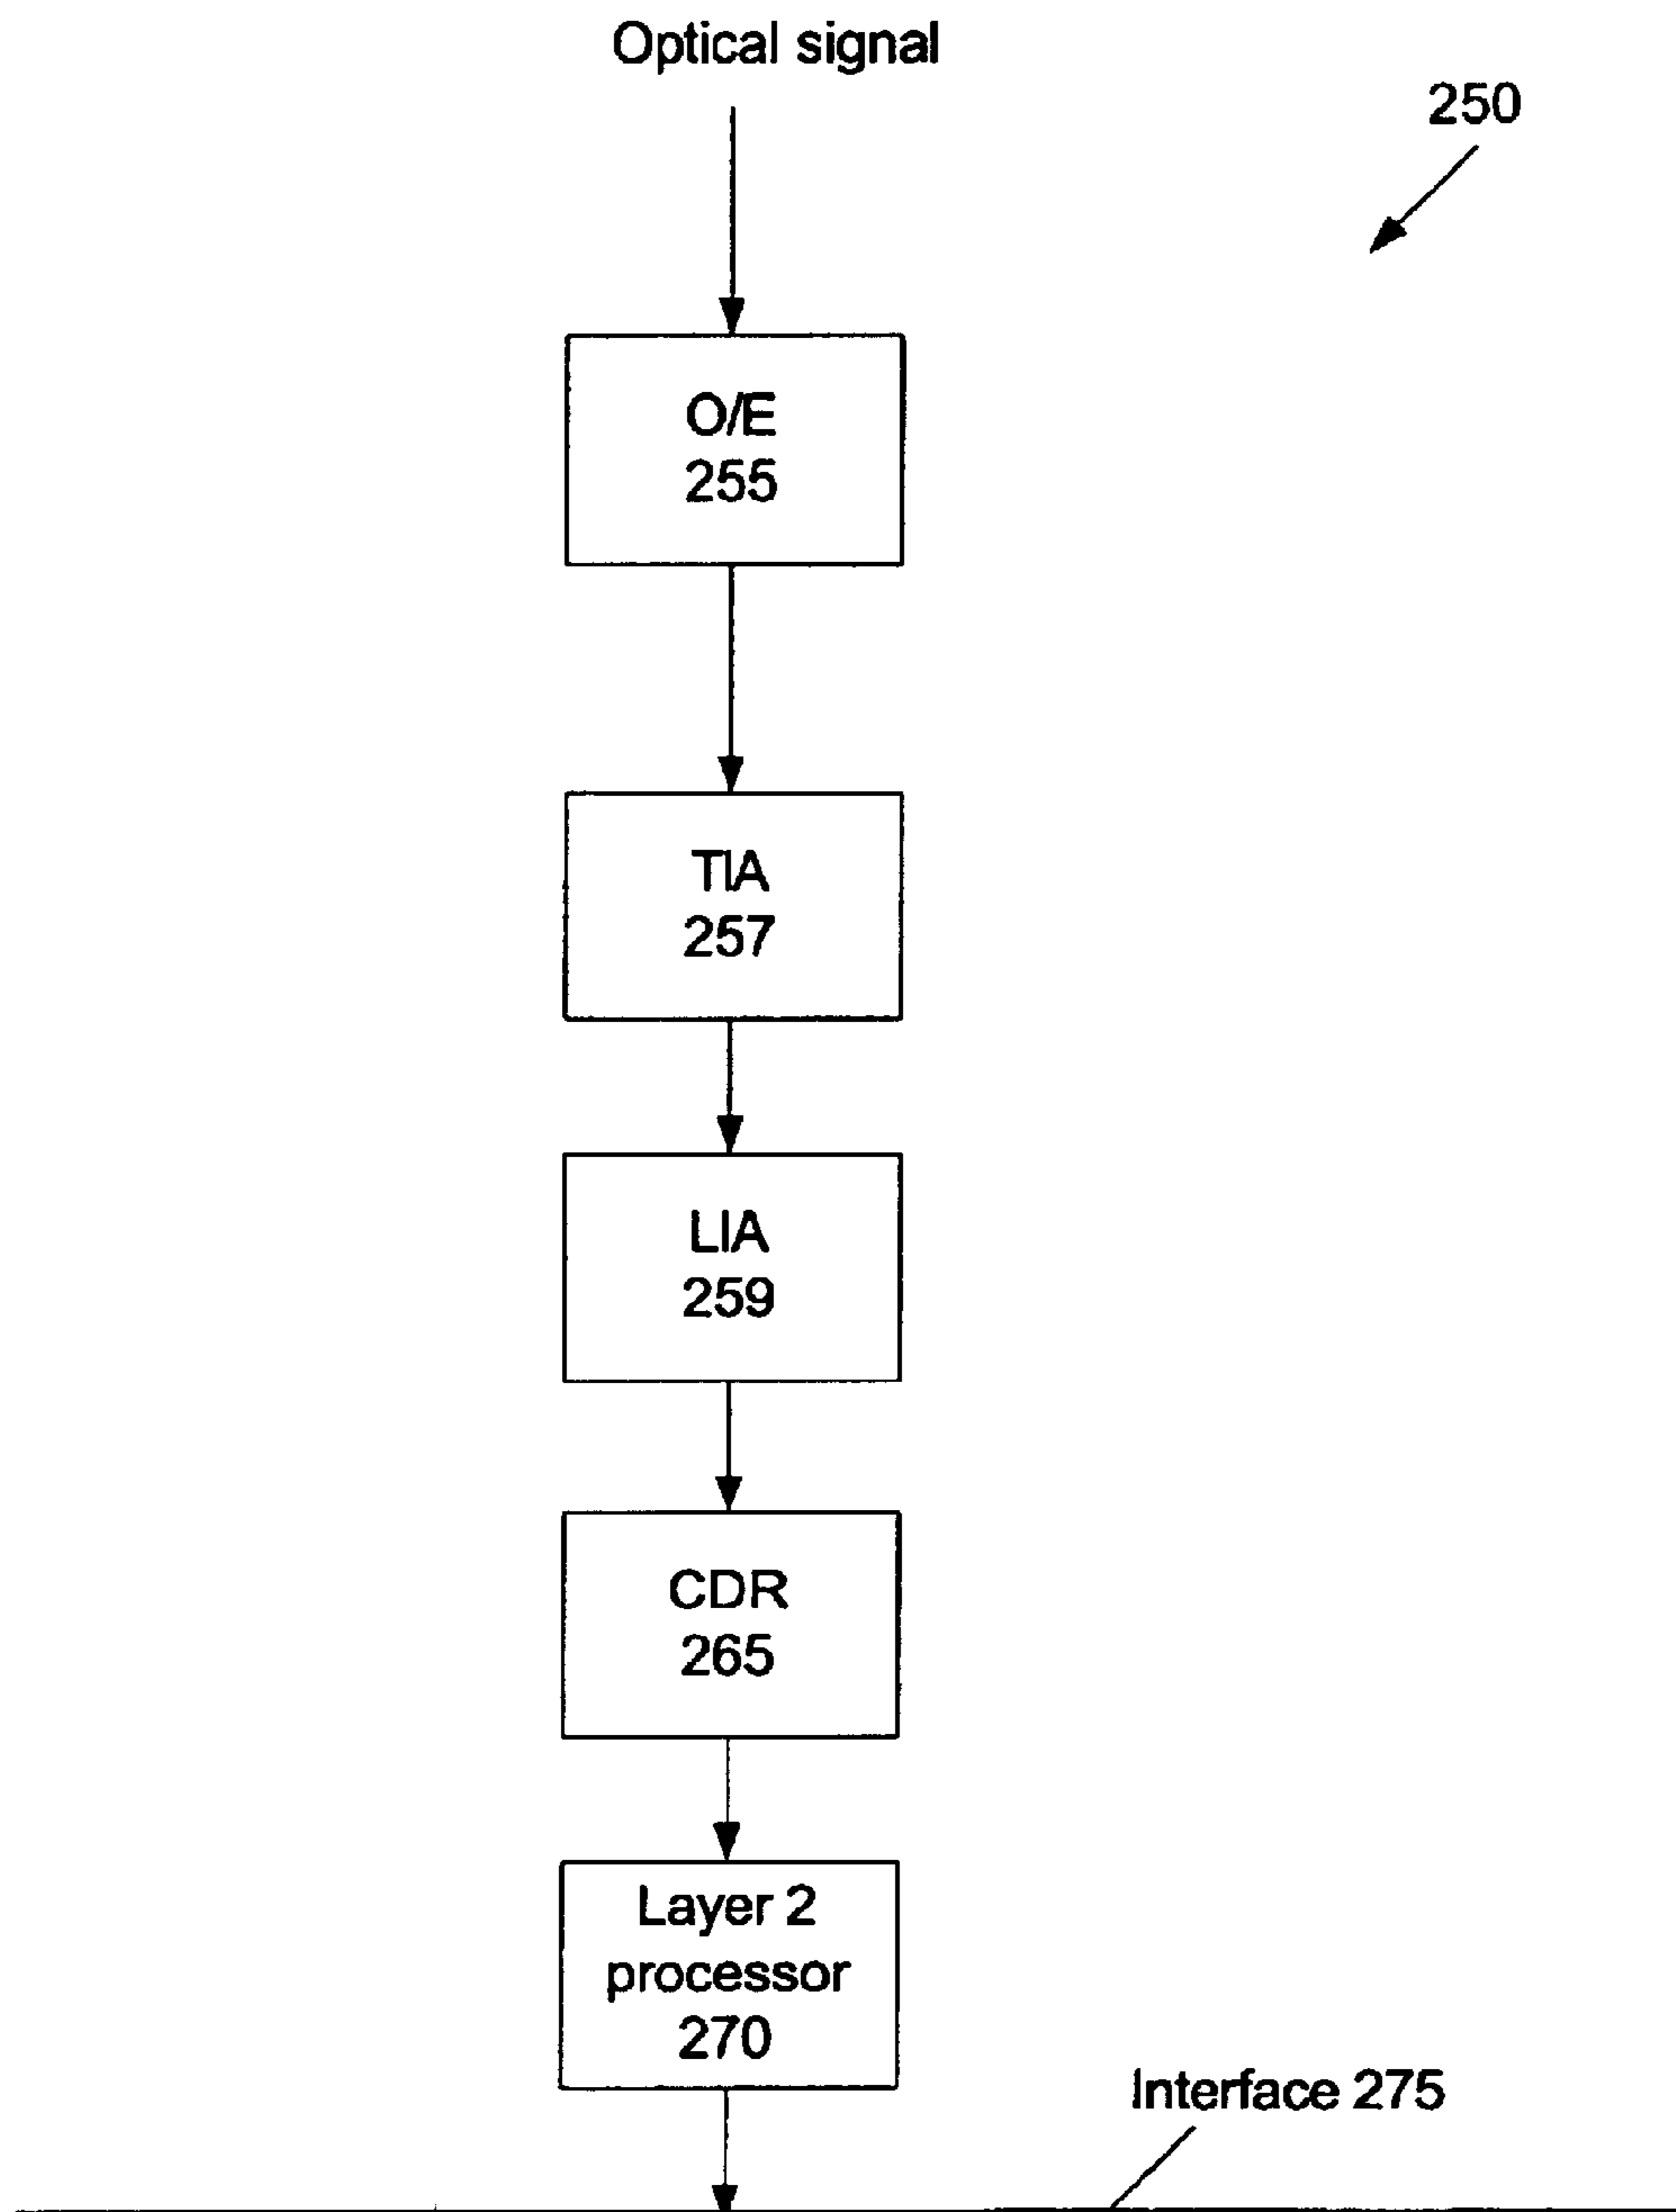 Optical signal
250
O/E
255
TIA
257
LIA
259
CDR
265
Layer 2
processor
270
Interface 275